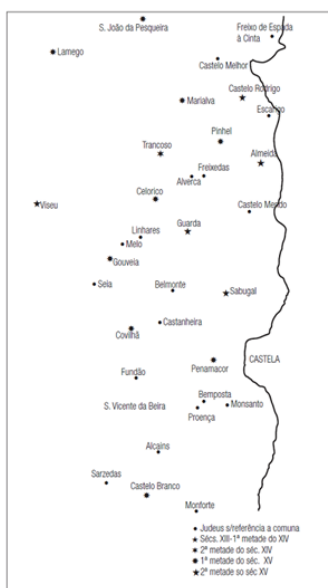 S. João da Pesqueira
Freixo de Espada
à Cinta
Lamego
Castelo Melhor
Castelo Rodrigo
Marialva
Escarigo
Pinhel
Trancoso
Almeida
Freixedas
Alverca
Celorico
Viseu
Castelo Mendo
Guarda
Linhares
Melo
Gouveia
Seia
Belmonte
Sabugal
Castanheira
Covilhã
CASTELA
Penamacor
Fundão
Bemposta
S. Vicente da Beira
Monsanto
Proença
Alcains
Sarzedas
Castelo Branco
Monforte
Judeus s/referência a comuna
Sécs. XIII-1ª metade do XIV
2ª metade do séc. XIV
1ª metade do séc. XV
2ª metade so séc XV